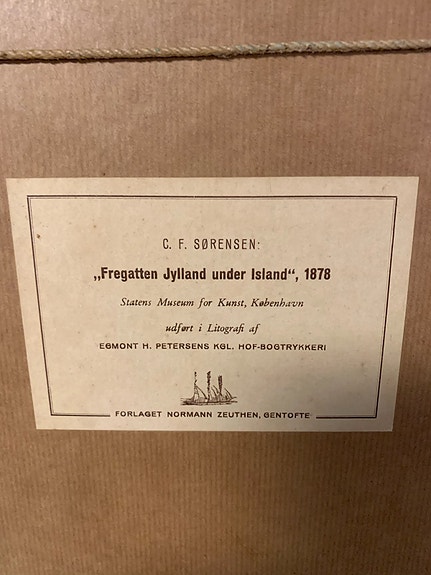 C. F. SØRENSEN:
„Fregatten Jylland under Island“, 1878
Statens Museum for Kunst, København
udført i Litografi af
EGMONT H. PETERSENS KGL. HOF-BOGTRYKKERI
FORLAGET NORMANN ZEUTHEN, GENTOFTE